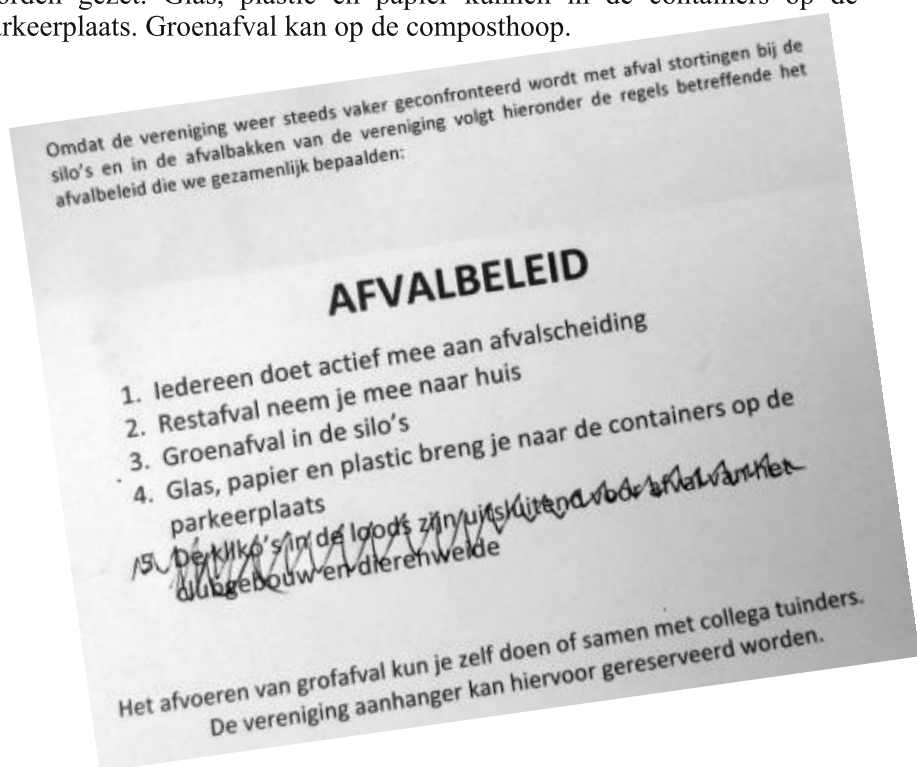 orden gezet. Glas, plastic en papier kunnen in de containers op de
arkeerplaats. Groenafval kan op de composthoop.
Omdat de vereniging weer steeds vaker geconfronteerd wordt met afval stortingen bij de
silo's en in de afvalbakken van de vereniging volgt hieronder de regels betreffende het
afvalbeleid die we gezamenlijk bepaalden:
AFVALBELEID
1. Iedereen doet actief mee aan afvalscheiding
2. Restafval neem je mee naar huis
3. Groenafval in de silo's
4. Glas, papier en plastic breng je naar de containers op de
parkeerplaats
5. De kliko's in de loods zijn uitsluitend voor afval van het
clubgebouw en dierenweide
Het afvoeren van grofafval kun je zelf doen of samen met collega tuinders.
De vereniging aanhanger kan hiervoor gereserveerd worden.